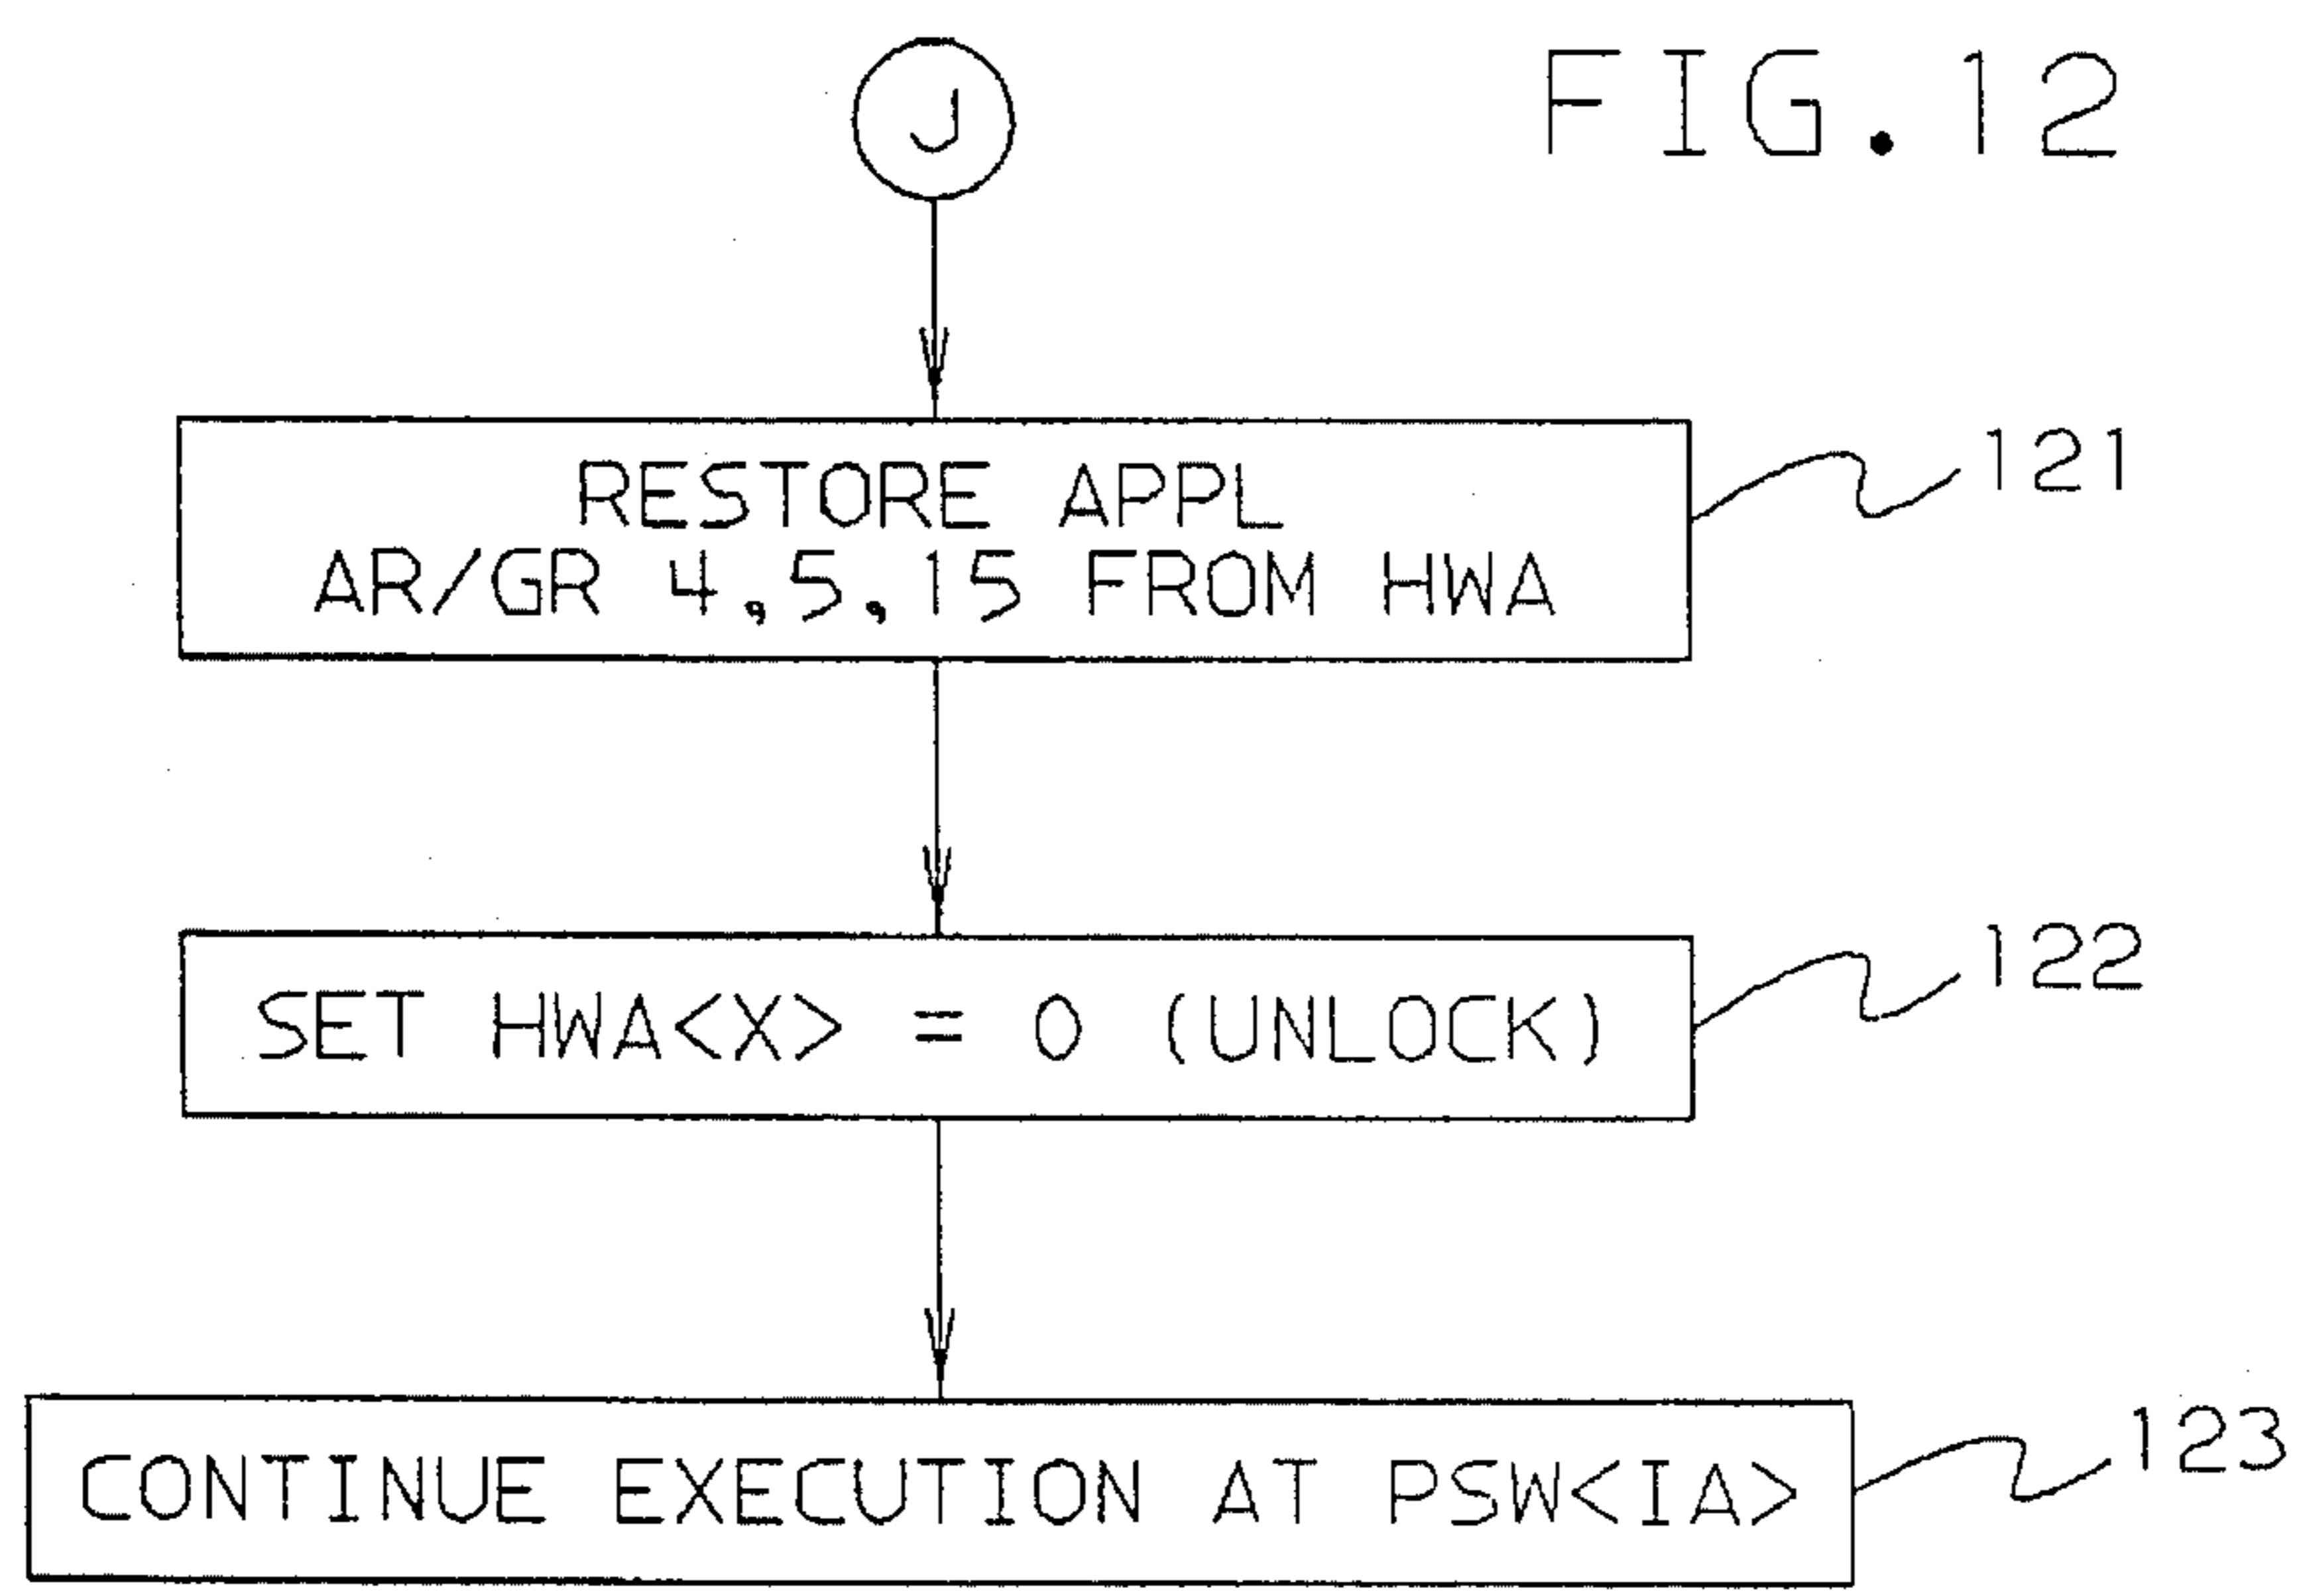 J
FIG.12
RESTORE APPL
AR/GR 4,5,15 FROM HWA
121
SET HWA<X> = 0 (UNLOCK)
122
CONTINUE EXECUTION AT PSW<IA>
123